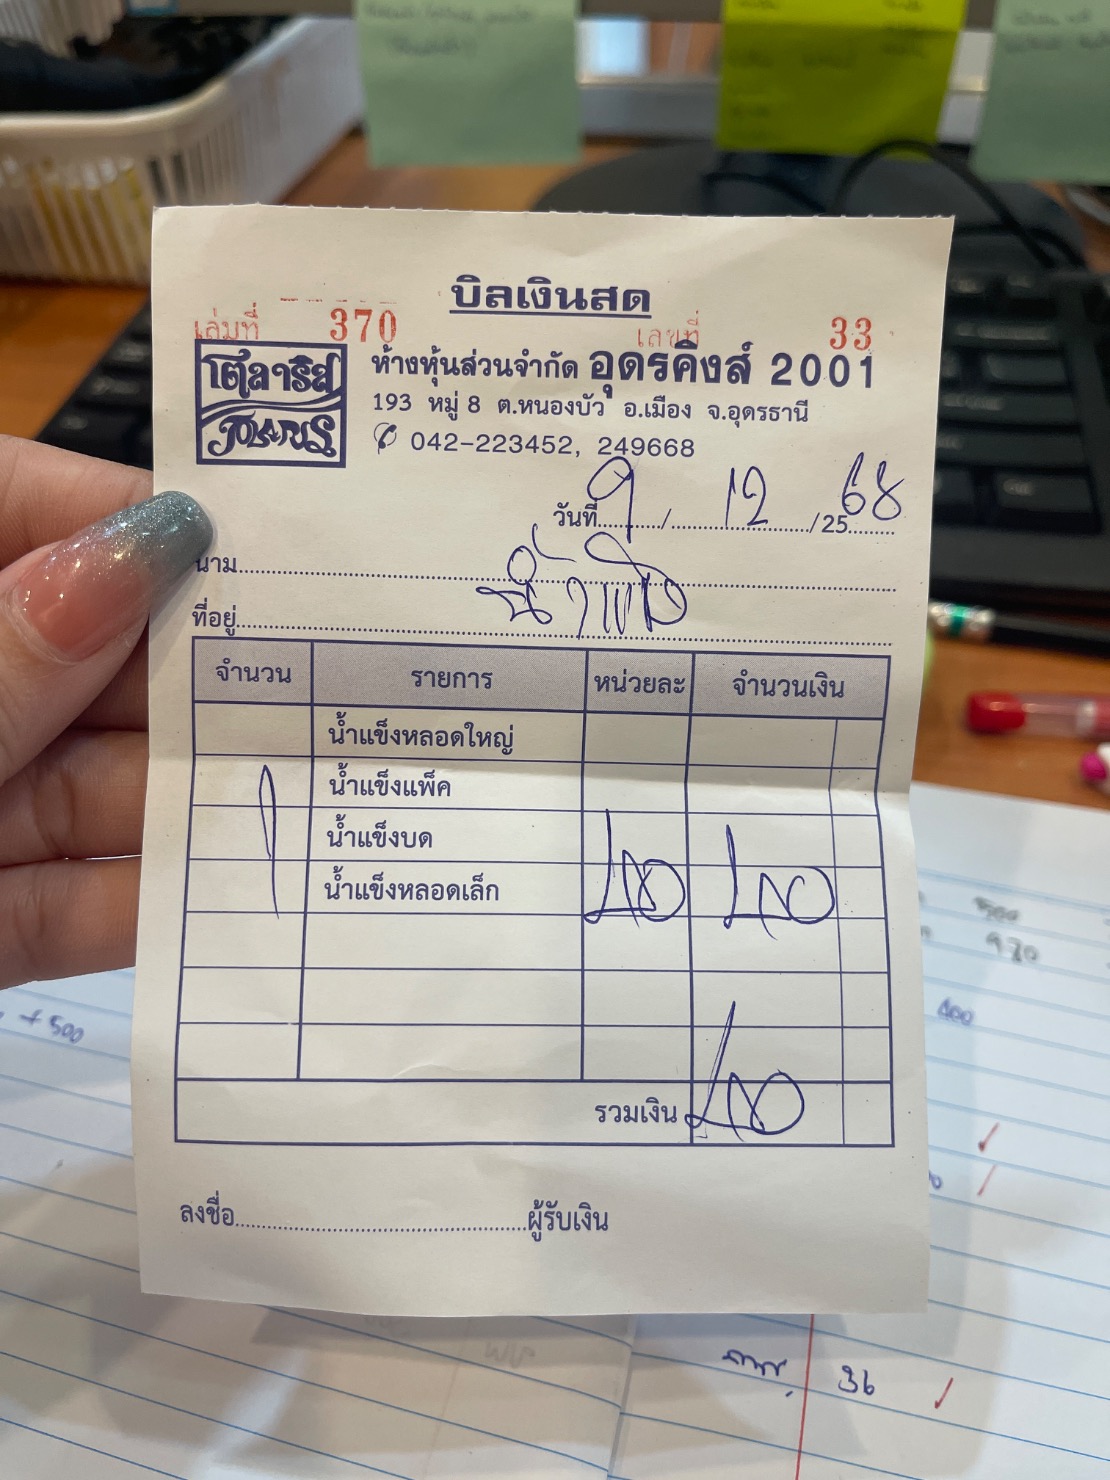 บิลเงินสด
เล่มที่ 370 เลขที่ 33
โตลาริส
POLARIS
ห้างหุ้นส่วนจำกัด อุดรคิงส์ 2001
193 หมู่ 8 ต.หนองบัว อ.เมือง จ.อุดรธานี
042-223452, 249668
วันที่ 9 / 12 / 2568
นาม
ที่อยู่
จำนวน รายการ หน่วยละ จำนวนเงิน
น้ำแข็งหลอดใหญ่
น้ำแข็งแพ็ค
น้ำแข็งบด
1 น้ำแข็งหลอดเล็ก 40 40
รวมเงิน 40
ลงชื่อ ผู้รับเงิน
+500
500
970
36